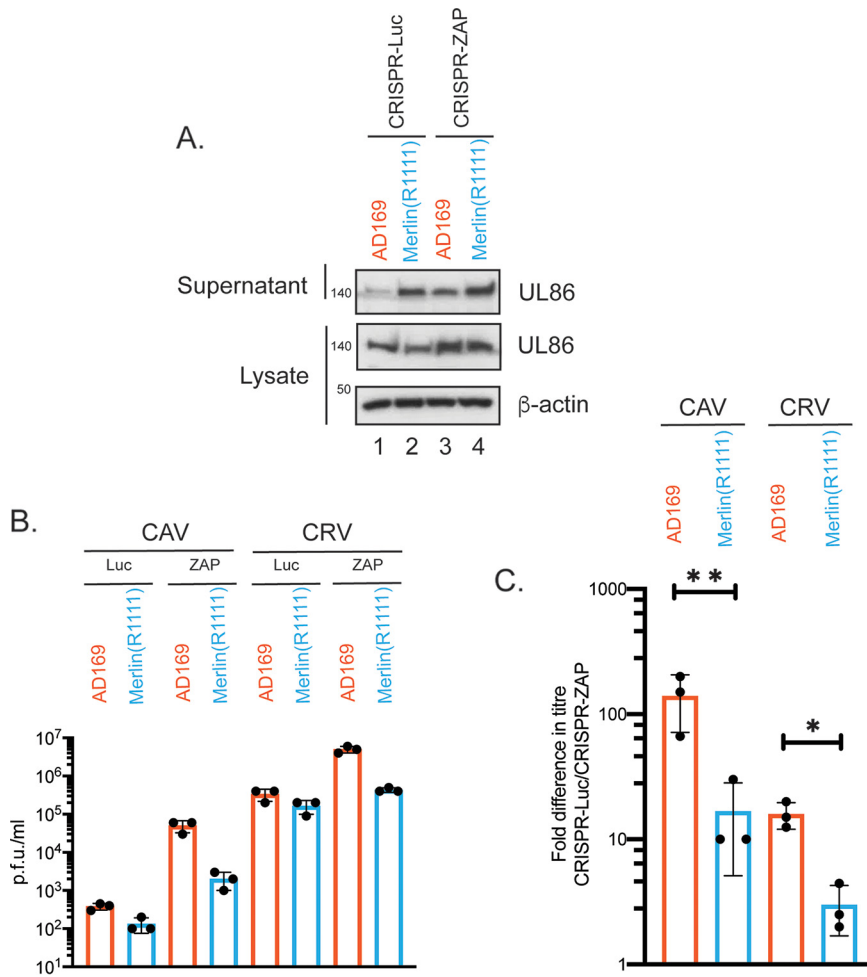 A.
CRISPR-Luc
CRISPR-ZAP
AD169
Merlin(R1111)
AD169
Merlin(R1111)
Supernatant
140
UL86
Lysate
140
UL86
50
β-actin
1 2 3 4
B.
CAV CRV
Luc ZAP Luc ZAP
AD169
Merlin(R1111)
AD169
Merlin(R1111)
AD169
Merlin(R1111)
AD169
Merlin(R1111)
p.f.u./ml
10⁷
10⁶
10⁵
10⁴
10³
10²
10¹
C.
CAV CRV
AD169
Merlin(R1111)
AD169
Merlin(R1111)
Fold difference in titre
CRISPR-Luc/CRISPR-ZAP
1000
100
10
1
**
*